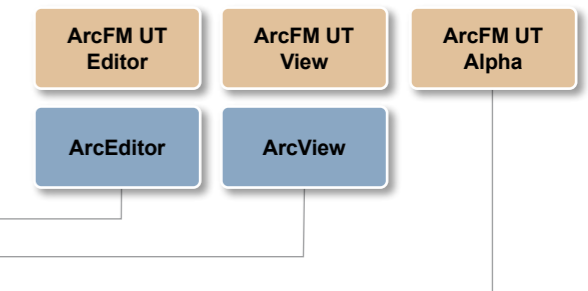 ArcFM UT
Editor
ArcFM UT
View
ArcFM UT
Alpha
ArcEditor
ArcView